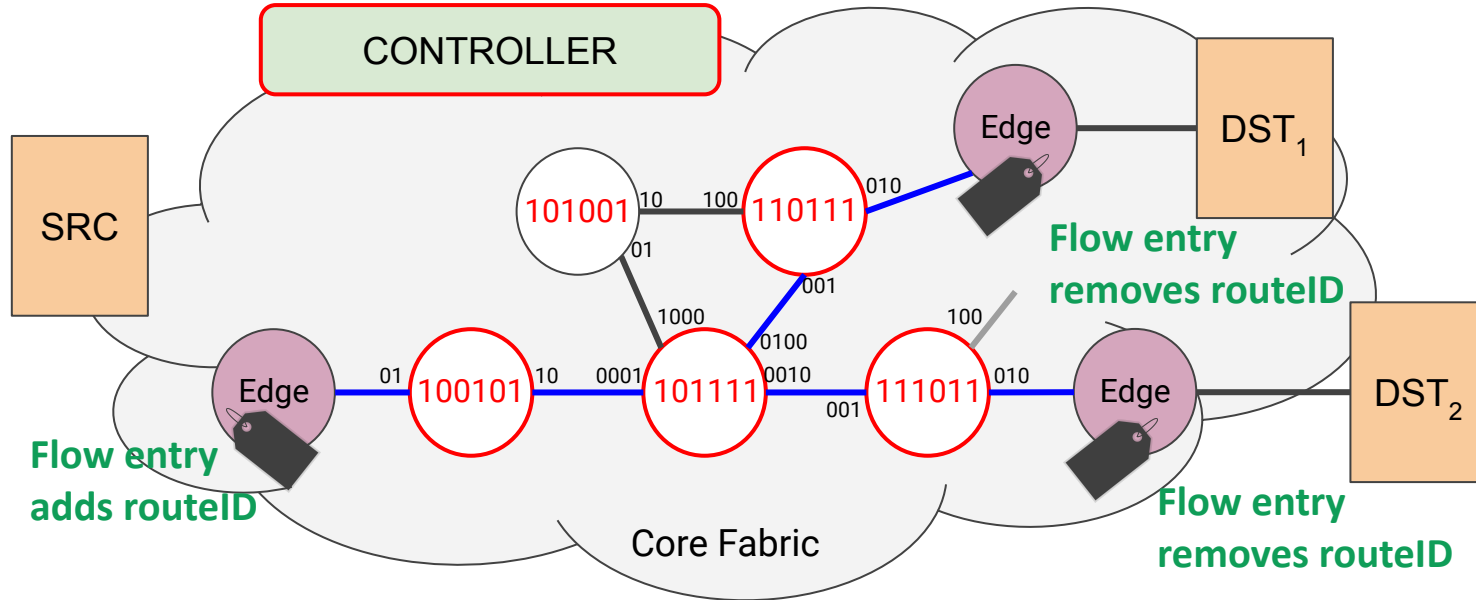 CONTROLLER
Edge
DST1
SRC
101001
10
100
110111
010
01
001
Flow entry
removes routeID
1000
0100
100
Edge
01
100101
10
0001
101111
0010
001
111011
010
Edge
DST2
Flow entry
adds routeID
Flow entry
removes routeID
Core Fabric